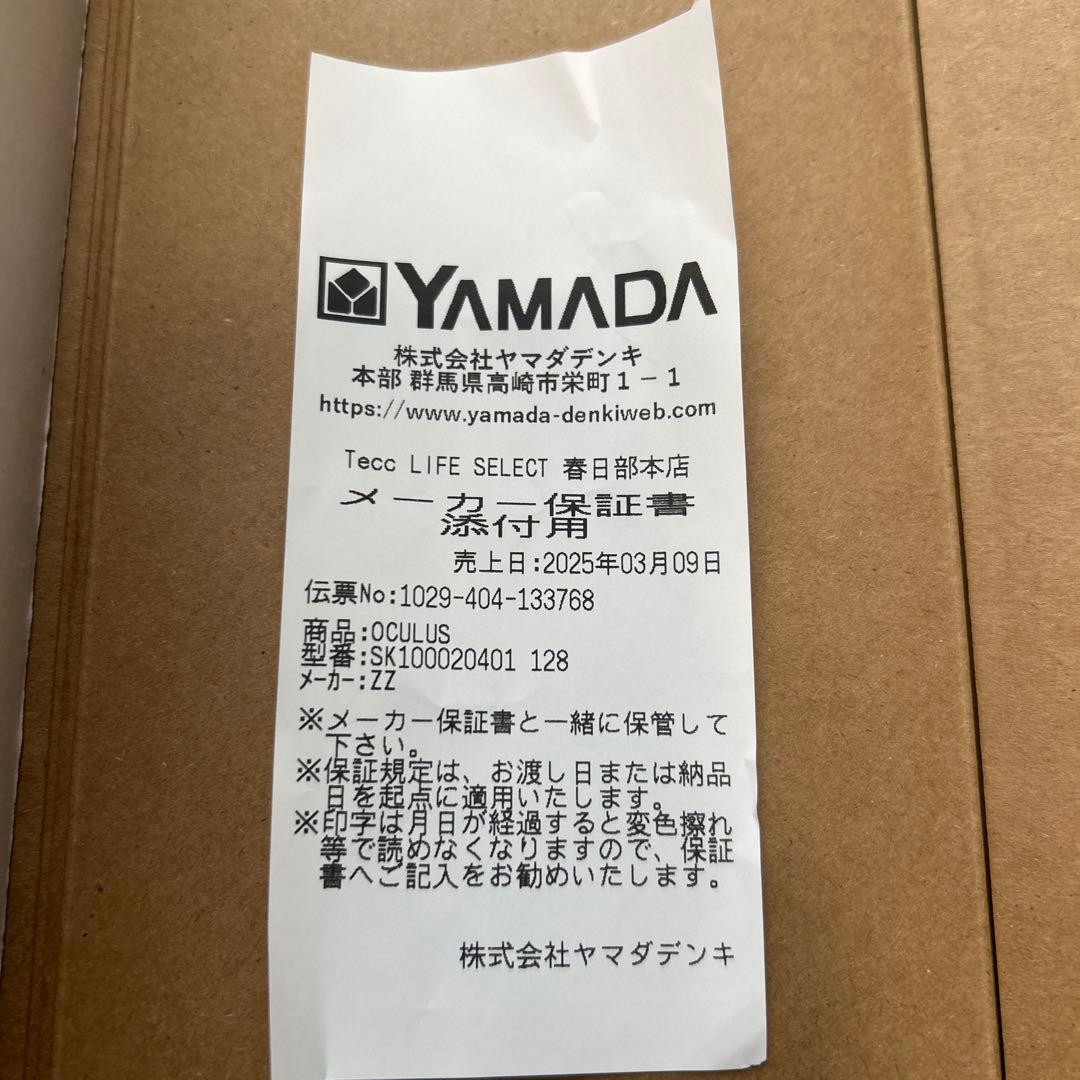 YAMADA
株式会社ヤマダデンキ
本部 群馬県高崎市栄町1-1
https://www.yamada-denkiweb.com
Tecc LIFE SELECT 春日部本店
メーカー保証書
添付用
売上日:2025年03月09日
伝票No:1029-404-133768
商品:OCULUS
型番:SK100020401 128
メーカー:ZZ
※メーカー保証書と一緒に保管して
下さい。
※保証規定は、お渡し日または納品
日を起点に適用いたします。
※印字は月日が経過すると変色擦れ
等で読めなくなりますので、保証
書へご記入をお勧めいたします。
株式会社ヤマダデンキ